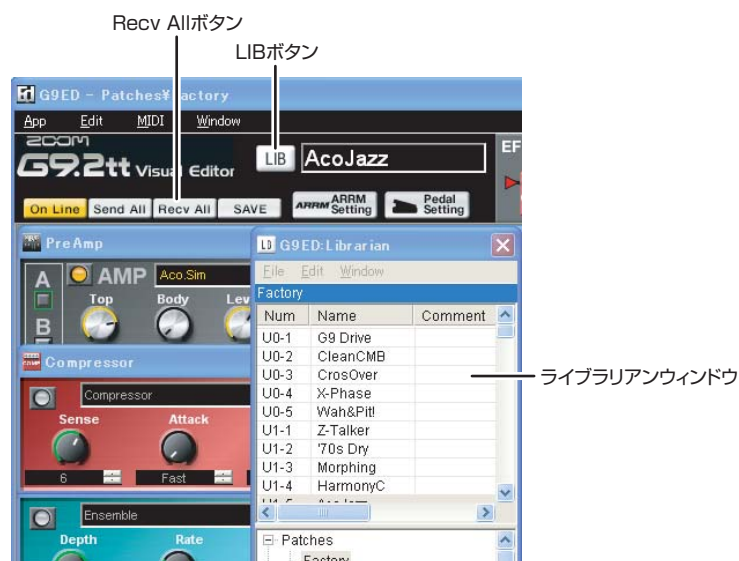 Recv Allボタン
LIBボタン
G9ED - Patches¥Factory
App Edit MIDI Window
ZOOM
G9.2tt Visual Editor
LIB AcoJazz
EF
On Line Send All Recv All SAVE ARRM ARRM Setting Pedal Setting
PreAmp
A
B
AMP Aco.Sim
Top Body Lev
Compressor
Compressor
Sense Attack
6 Fast
Ensemble
Depth Rate
G9ED:Librarian
File Edit Window
Factory
Num Name Comment
U0-1 G9 Drive
U0-2 CleanCMB
U0-3 CrosOver
U0-4 X-Phase
U0-5 Wah&Pit!
U1-1 Z-Talker
U1-2 '70s Dry
U1-3 Morphing
U1-4 HarmonyC
Patches
Factory
ライブラリアンウィンドウ